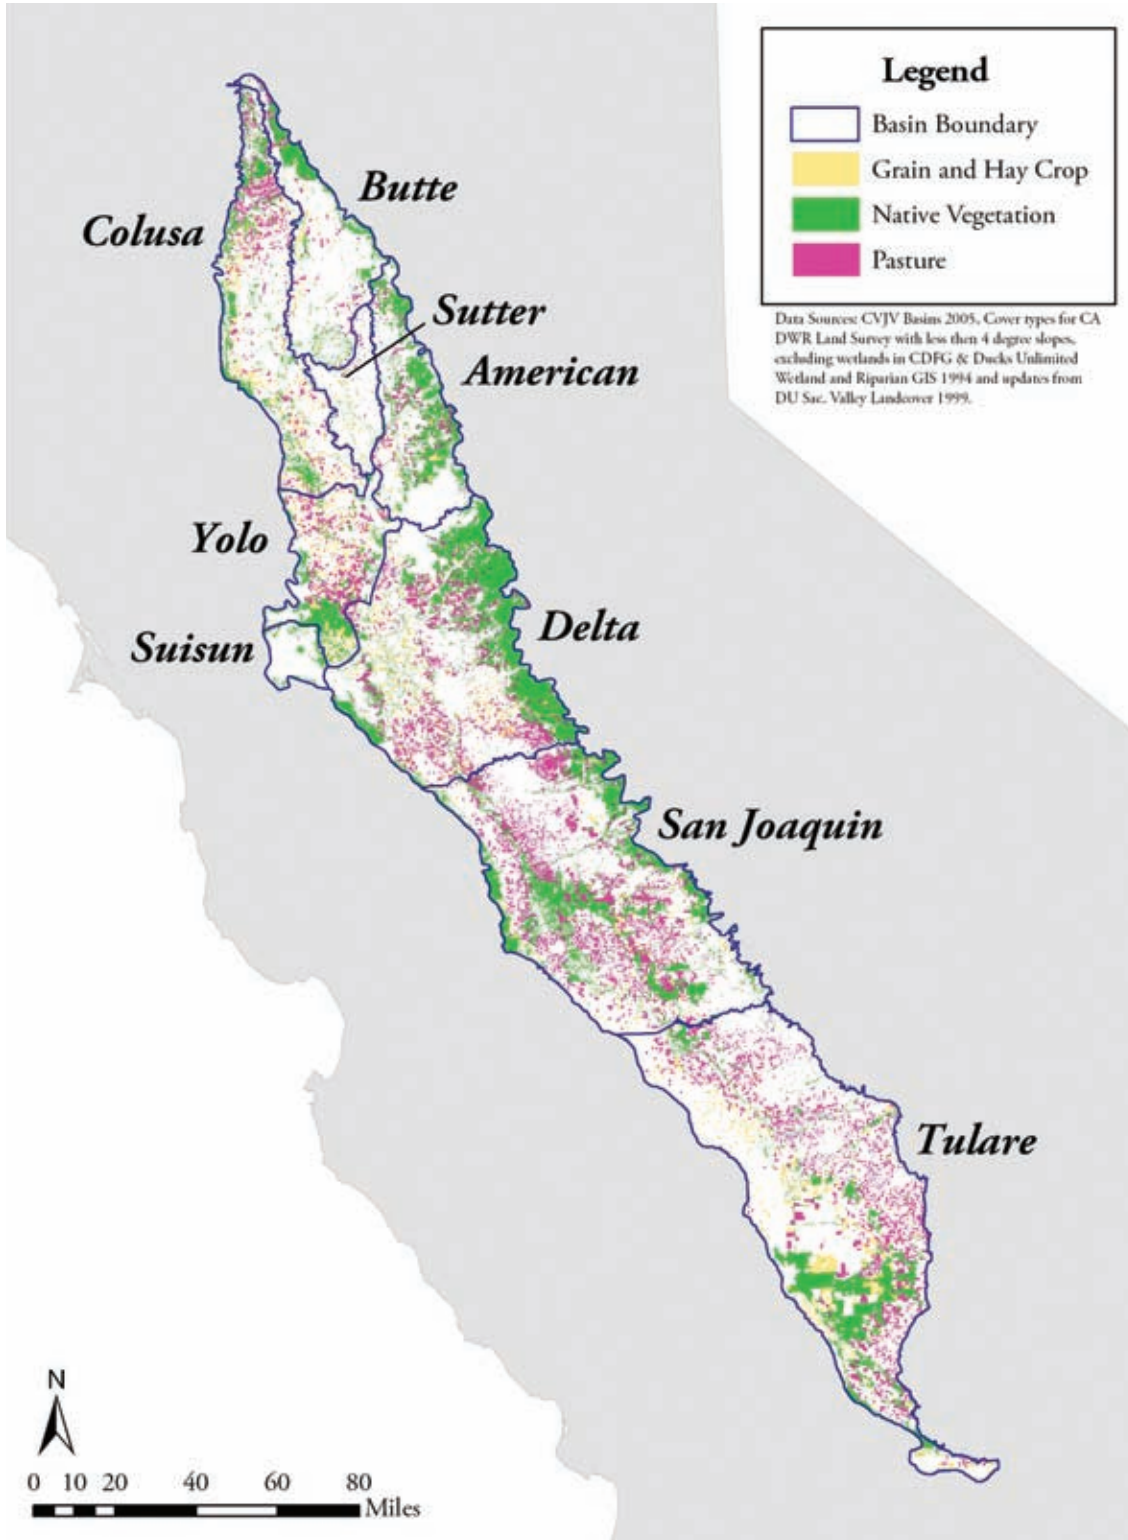 Legend
Basin Boundary
Grain and Hay Crop
Native Vegetation
Pasture
Data Sources: CVJV Basins 2005, Cover types for CA
DWR Land Survey with less then 4 degree slopes,
excluding wetlands in CDFG & Ducks Unlimited
Wetland and Riparian GIS 1994 and updates from
DU Sac. Valley Landcover 1999.
Butte
Colusa
Sutter
American
Yolo
Delta
Suisun
San Joaquin
Tulare
N
0 10 20 40 60 80
Miles